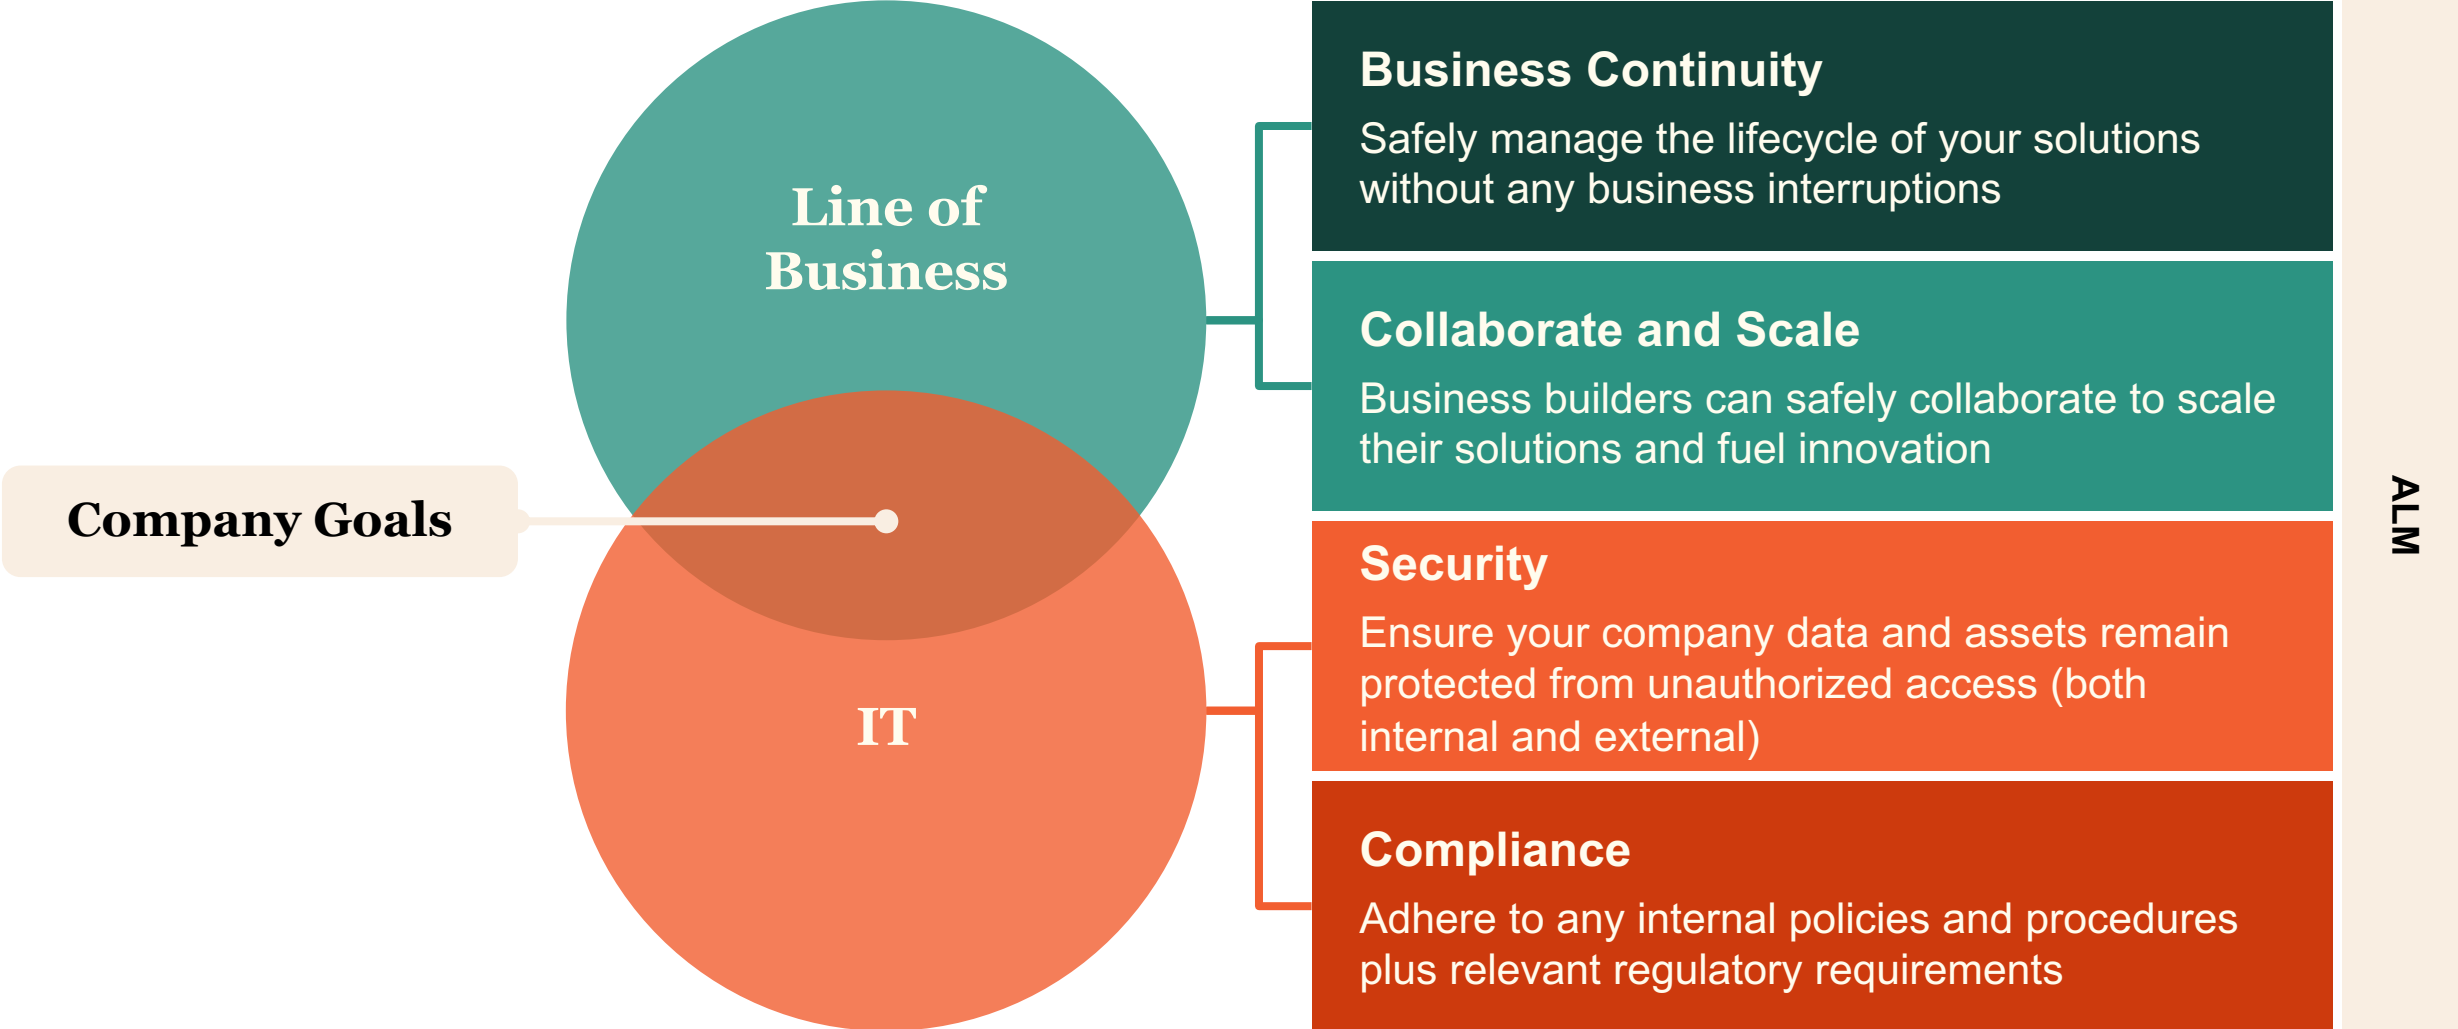 Line of
Business
Company Goals
IT
Business Continuity
Safely manage the lifecycle of your solutions
without any business interruptions
Collaborate and Scale
Business builders can safely collaborate to scale
their solutions and fuel innovation
Security
Ensure your company data and assets remain
protected from unauthorized access (both
internal and external)
Compliance
Adhere to any internal policies and procedures
plus relevant regulatory requirements
ALM